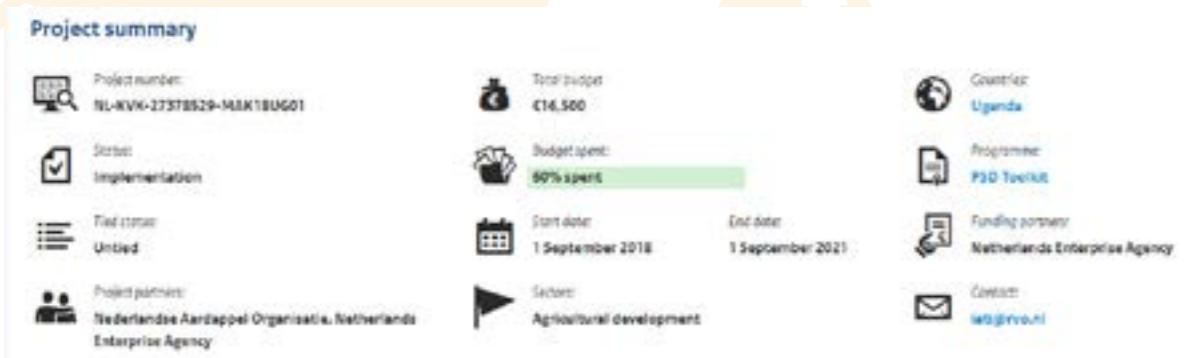 Project summary
Project number:
NL-KVK-27378529-MAK18UG01
Total budget
€16,500
Countries:
Uganda
Status:
Implementation
Budget spent:
60% spent
Programme:
PSD Toolkit
Tied status:
Untied
Start date:
1 September 2018
End date:
1 September 2021
Funding partners:
Netherlands Enterprise Agency
Project partners:
Nederlandse Aardappel Organisatie, Netherlands
Enterprise Agency
Sectors:
Agricultural development
Contact:
iati@rvo.nl